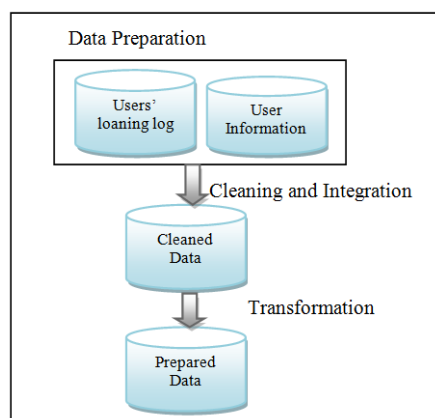 Data Preparation
Users'
loaning log
User
Information
Cleaning and Integration
Cleaned
Data
Transformation
Prepared
Data